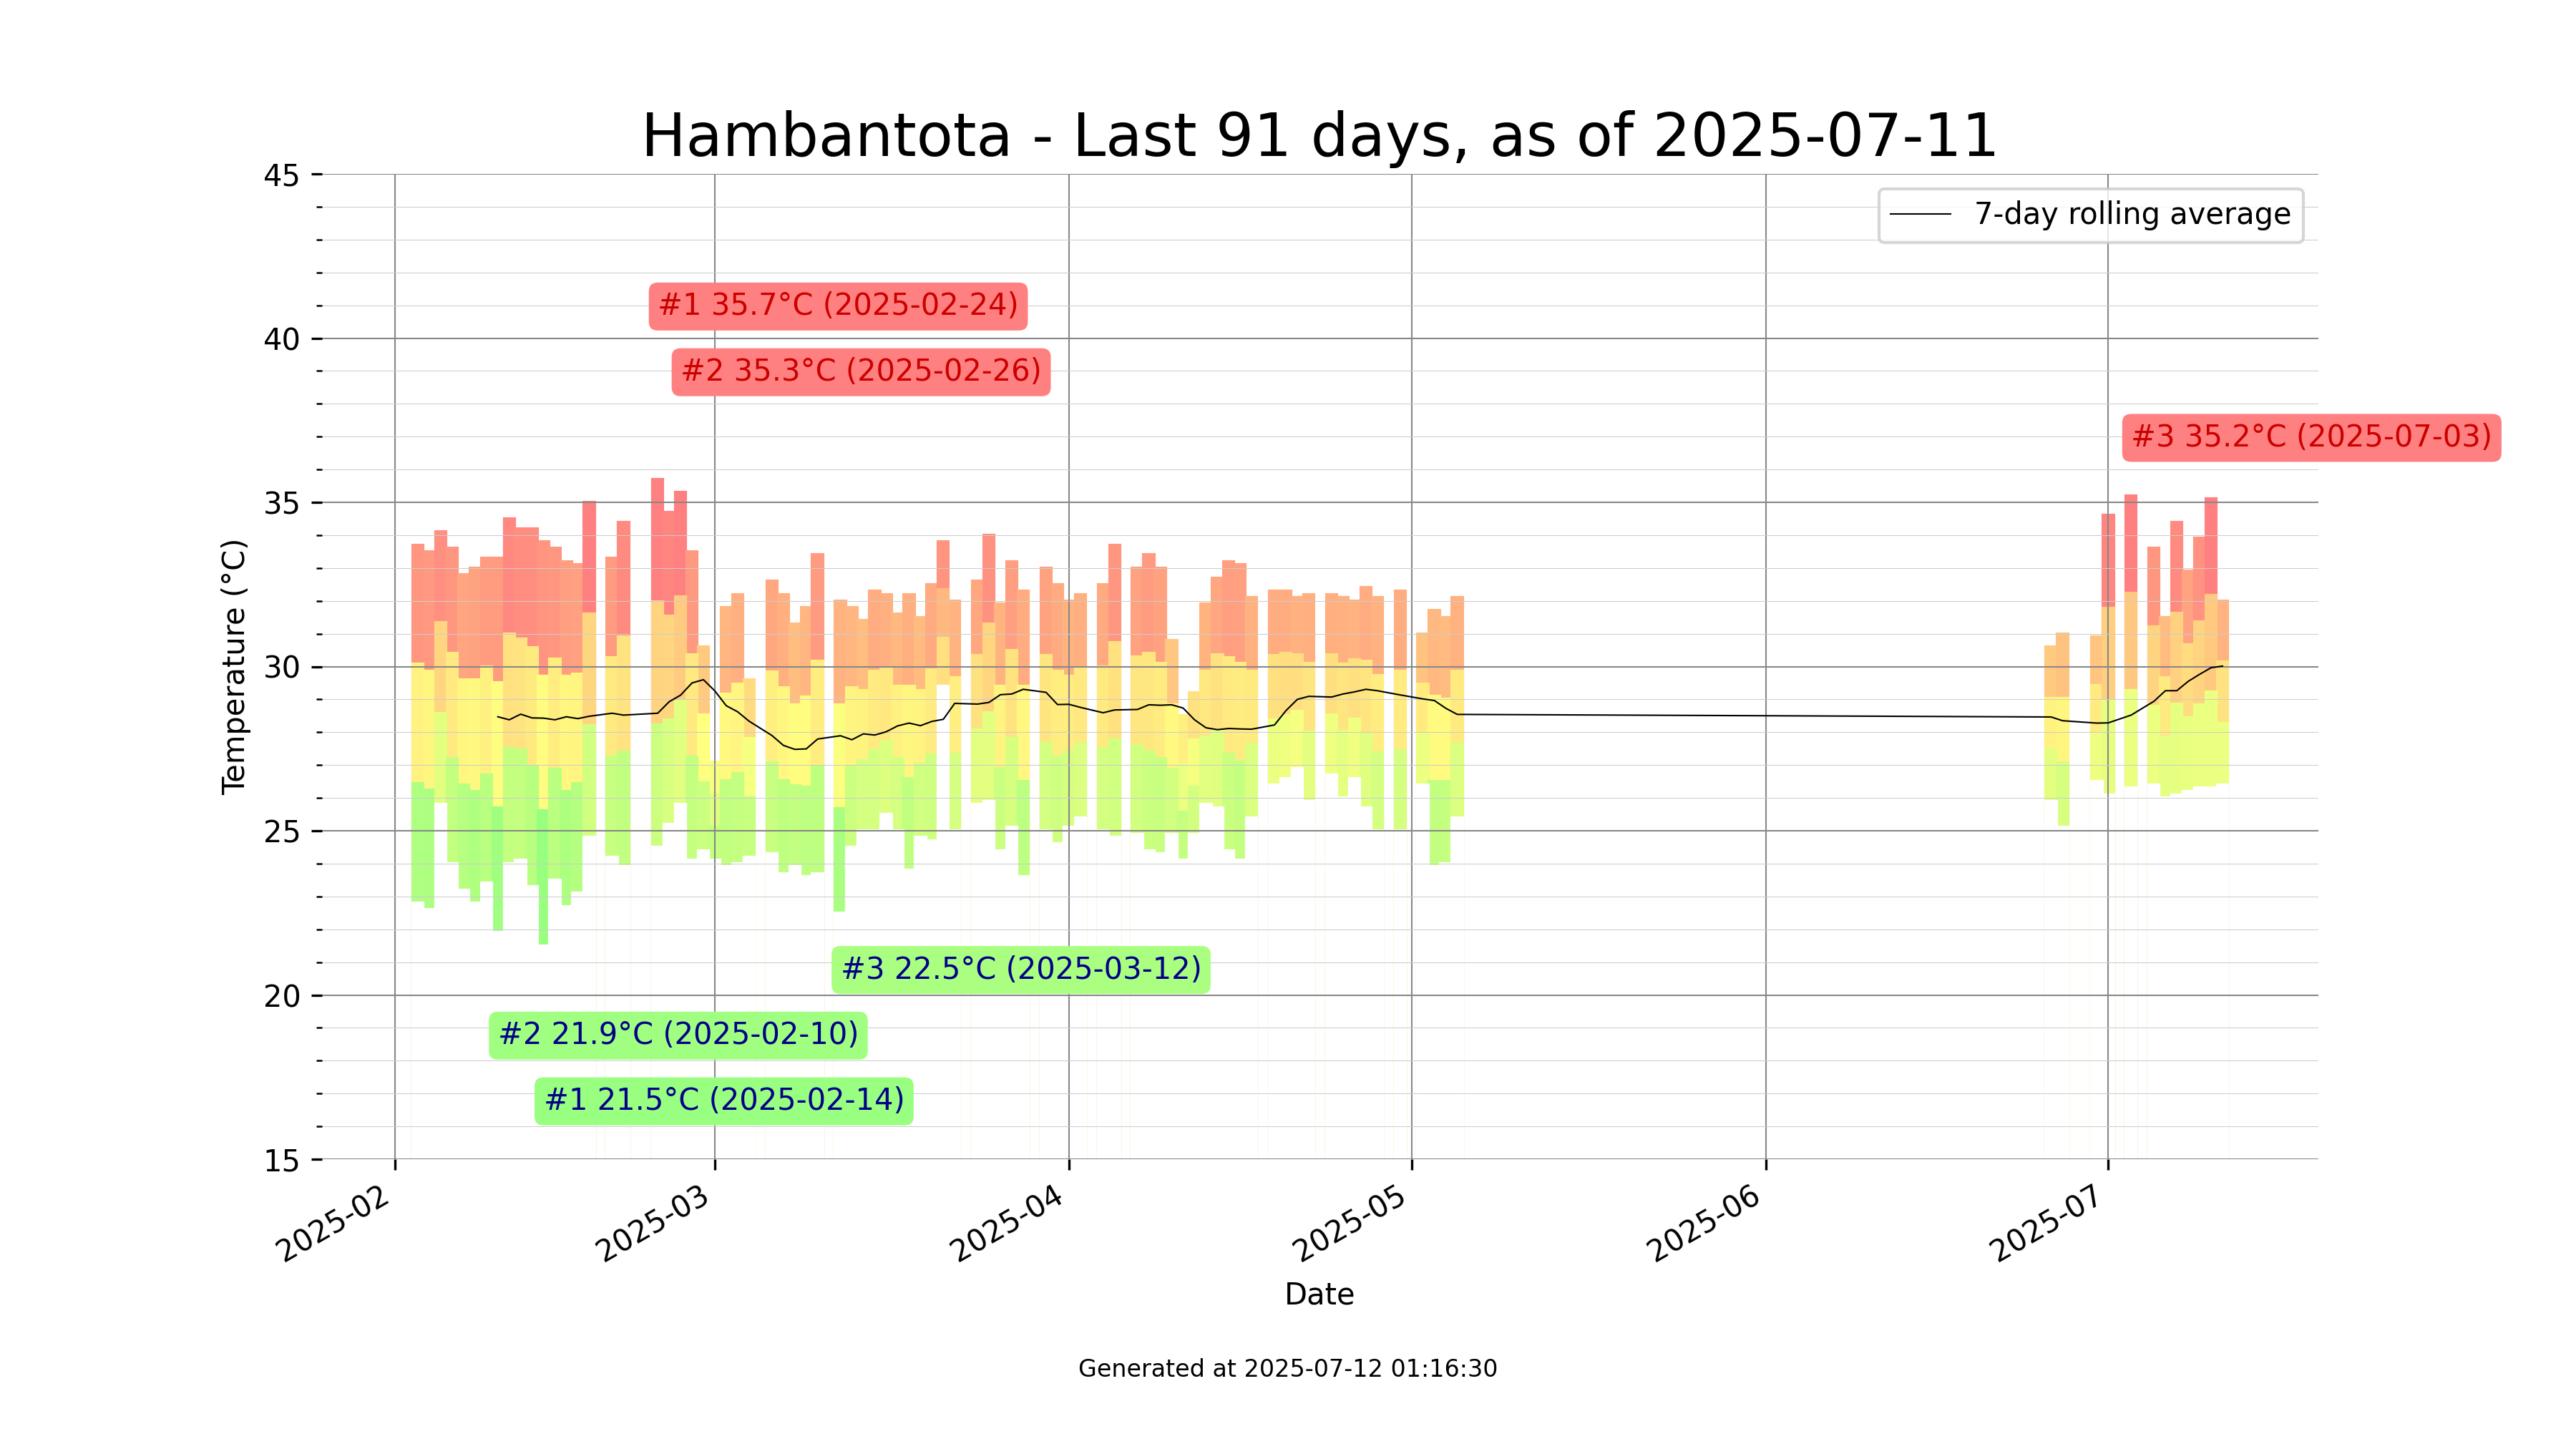 Hambantota - Last 91 days, as of 2025-07-11
45
7-day rolling average
#1 35.7°C (2025-02-24)
40
#2 35.3°C (2025-02-26)
#3 35.2°C (2025-07-03)
35
Temperature (°C)
30
25
#3 22.5°C (2025-03-12)
20
#2 21.9°C (2025-02-10)
#1 21.5°C (2025-02-14)
15
2025-02
2025-03
2025-04
2025-05
2025-06
2025-07
Date
Generated at 2025-07-12 01:16:30